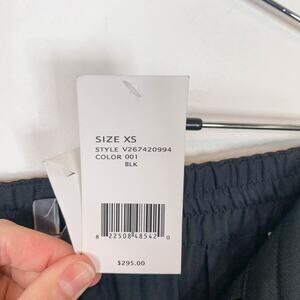 SIZE XS
STYLE V267420994
COLOR 001
BLK
8 22508 48542 0
$295.00